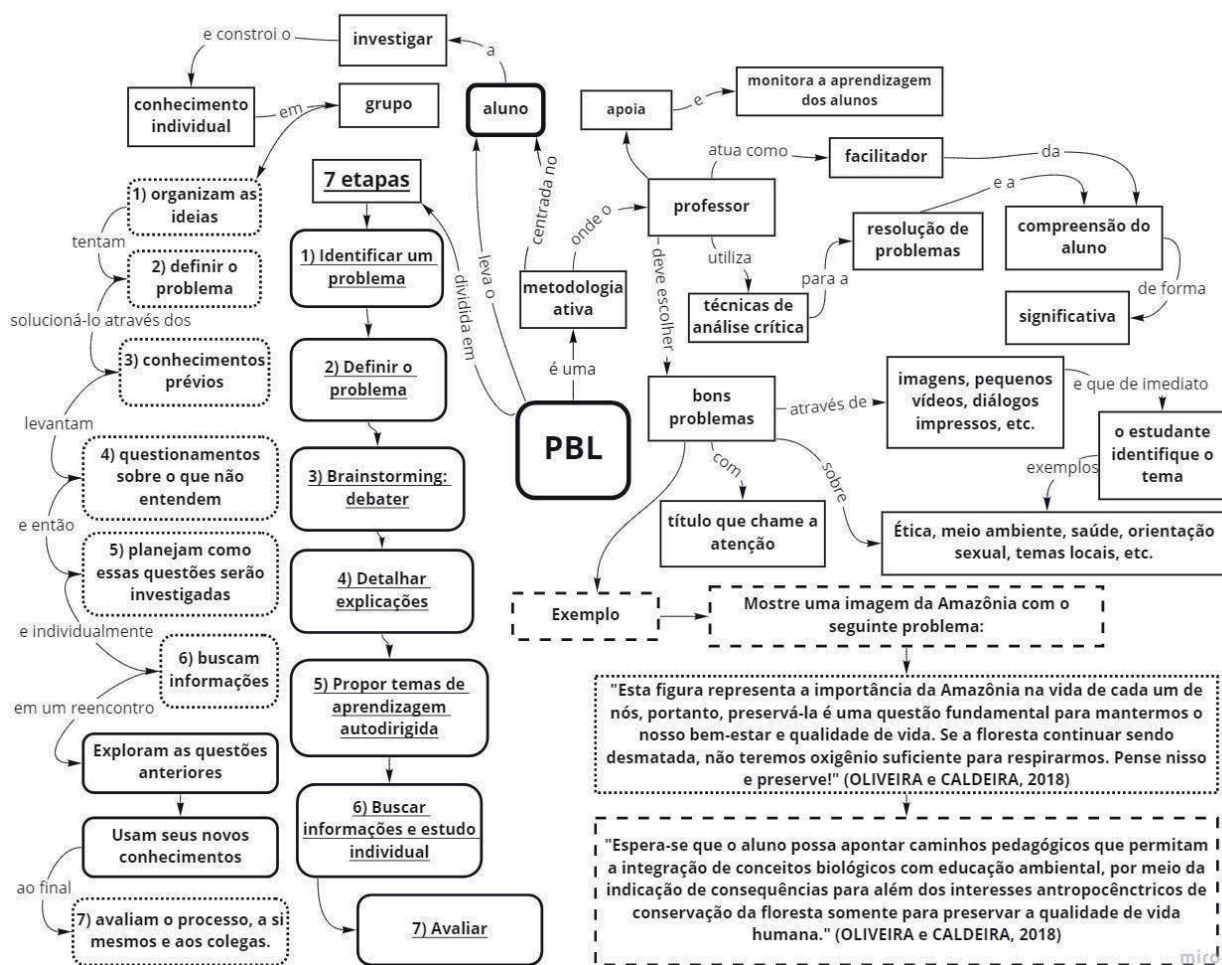 e constroi o
investigar
a
conhecimento
individual
em
grupo
aluno
1) organizam as
ideias
tentam
2) definir o
problema
solucioná-lo através dos
3) conhecimentos
prévios
levantam
4) questionamentos
sobre o que não
entendem
e então
5) planejam como
essas questões serão
investigadas
e individualmente
6) buscam
informações
em um reencontro
Exploram as questões
anteriores
Usam seus novos
conhecimentos
ao final
7) avaliam o processo, a si
mesmos e aos colegas.
7 etapas
1) Identificar um
problema
2) Definir o
problema
3) Brainstorming:
debater
4) Detalhar
explicações
5) Propor temas de
aprendizagem
autodirigida
6) Buscar
informações e estudo
individual
7) Avaliar
dividida em
leva o
centrada no
PBL
é uma
metodologia
ativa
onde o
professor
apoia
e
monitora a aprendizagem
dos alunos
atua como
facilitador
da
compreensão do
aluno
de forma
significativa
utiliza
técnicas de
análise crítica
para a
resolução de
problemas
e a
deve escolher
bons
problemas
através de
imagens, pequenos
vídeos, diálogos
impressos, etc.
e que de imediato
o estudante
identifique o
tema
exemplos
com
título que chame a
atenção
sobre
Ética, meio ambiente, saúde, orientação
sexual, temas locais, etc.
Exemplo
Mostre uma imagem da Amazônia com o
seguinte problema:
"Esta figura representa a importância da Amazônia na vida de cada um de
nós, portanto, preservá-la é uma questão fundamental para mantermos o
nosso bem-estar e qualidade de vida. Se a floresta continuar sendo
desmatada, não teremos oxigênio suficiente para respirarmos. Pense nisso
e preserve!" (OLIVEIRA e CALDEIRA, 2018)
"Espera-se que o aluno possa apontar caminhos pedagógicos que permitam
a integração de conceitos biológicos com educação ambiental, por meio da
indicação de consequências para além dos interesses antropocênctricos de
conservação da floresta somente para preservar a qualidade de vida
humana." (OLIVEIRA e CALDEIRA, 2018)
miro